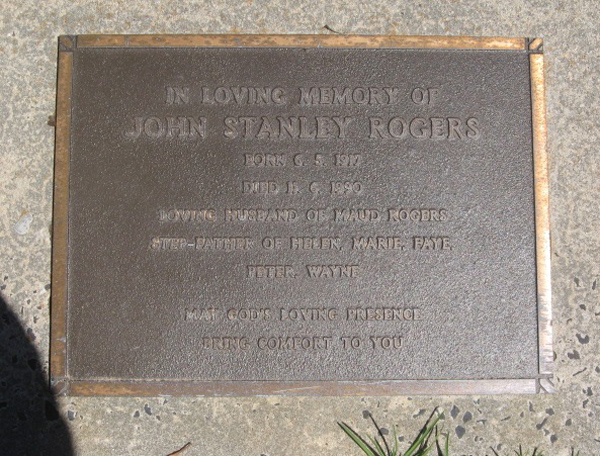 IN LOVING MEMORY OF
JOHN STANLEY ROGERS
BORN 6. 5. 1917
DIED 11. 6. 1990
LOVING HUSBAND OF MAUD ROGERS
STEP-FATHER OF HELEN, MARIE, FAYE,
PETER, WAYNE
MAY GOD'S LOVING PRESENCE
BRING COMFORT TO YOU